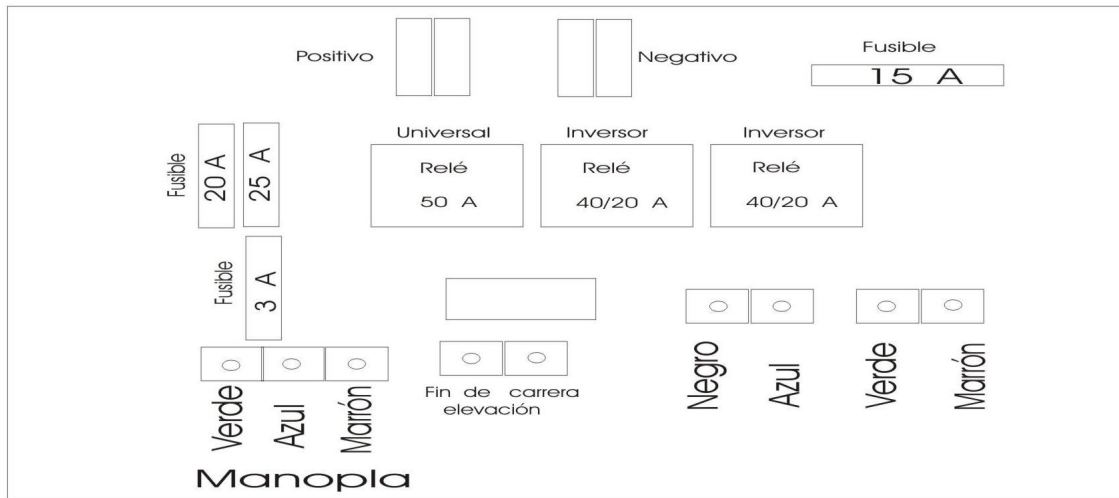 Positivo
Negativo
Fusible
15 A
Fusible
20 A
25 A
Universal
Relé
50 A
Inversor
Relé
40/20 A
Inversor
Relé
40/20 A
Fusible
3 A
Verde
Azul
Marrón
Manopla
Fin de carrera
elevación
Negro
Azul
Verde
Marrón